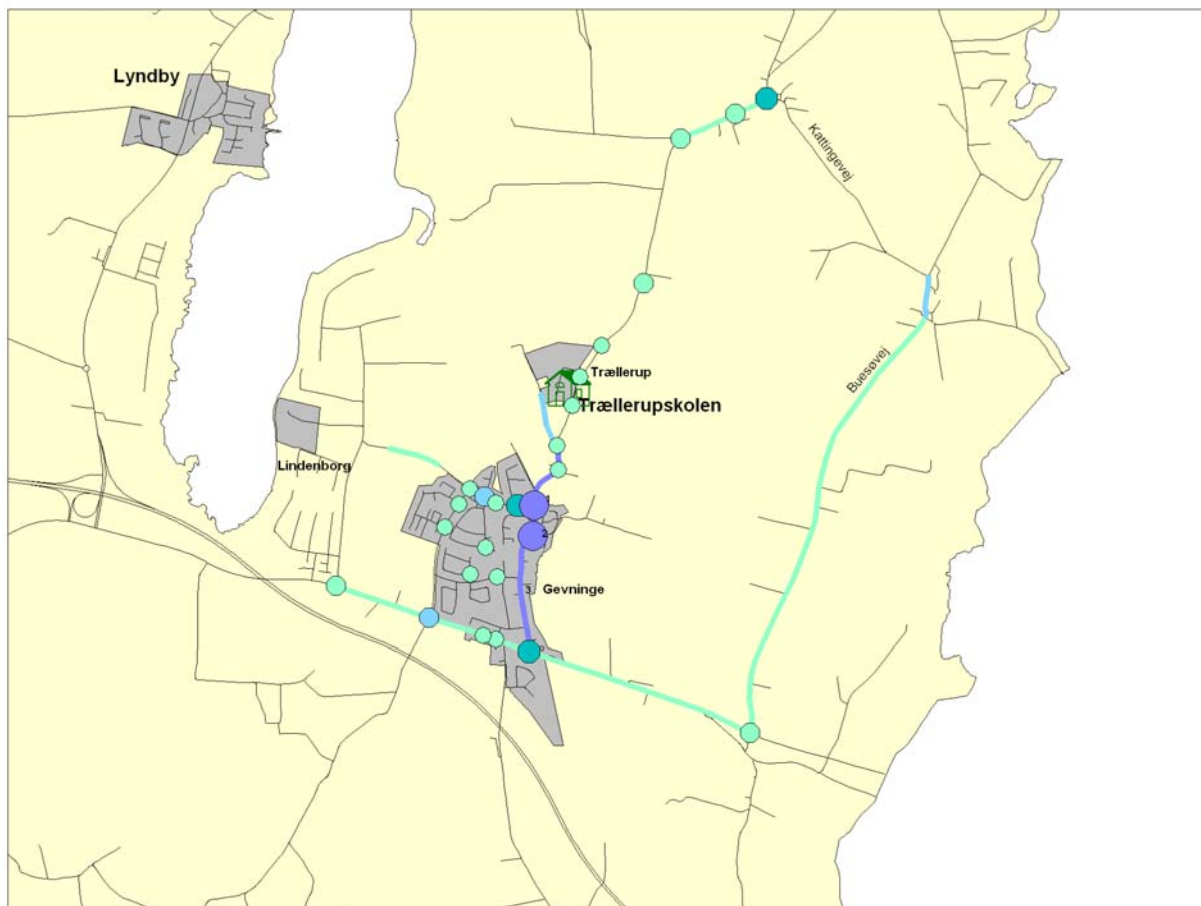 Lyndby
Kattingevej
Buesøvej
Trællerup
Trællerupskolen
Lindenborg
1
2
3
Gevninge